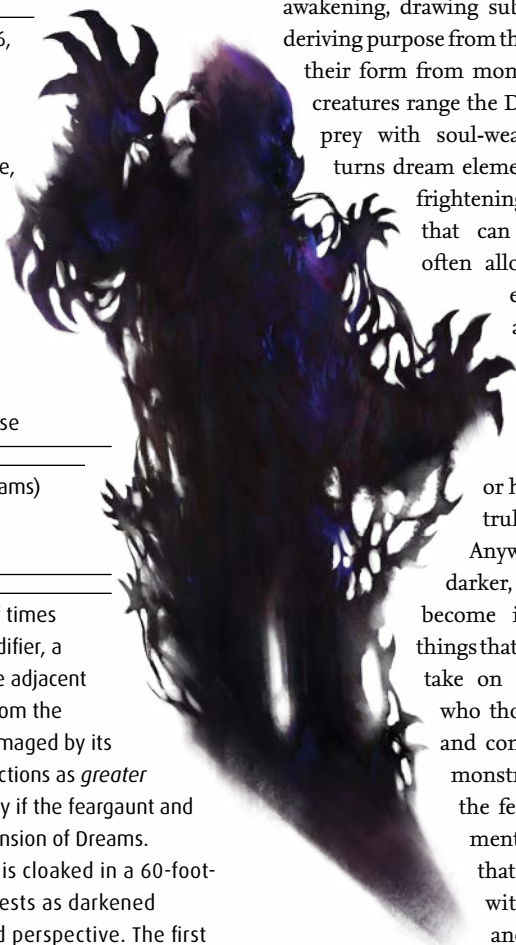 6,
e,
se
ams)
f times
difier, a
e adjacent
om the
maged by its
ctions as greater
y if the feargaunt and
nsion of Dreams.
is cloaked in a 60-foot-
ests as darkened
d perspective. The first
awakening, drawing sub
deriving purpose from th
their form from mom
creatures range the D
prey with soul-wea
turns dream eleme
frightening
that can
often allo
e
a
or h
trul
Anyw
darker,
become i
things that
take on
who tho
and con
monstr
the fe
ment
that
wit
and